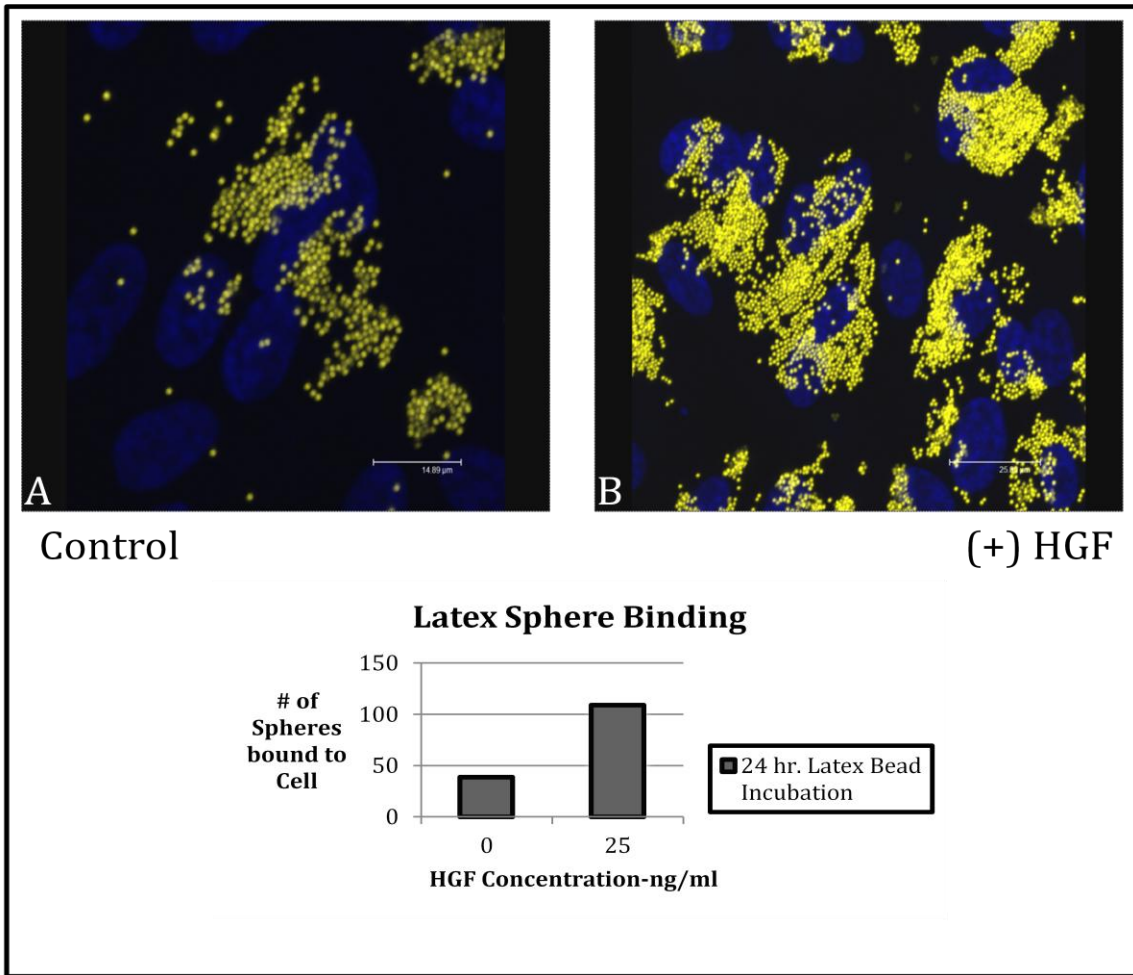 14.89 µm
A
B
Control
(+) HGF
Latex Sphere Binding
150
100
50
0
# of
Spheres
bound to
Cell
0
25
HGF Concentration-ng/ml
24 hr. Latex Bead
Incubation